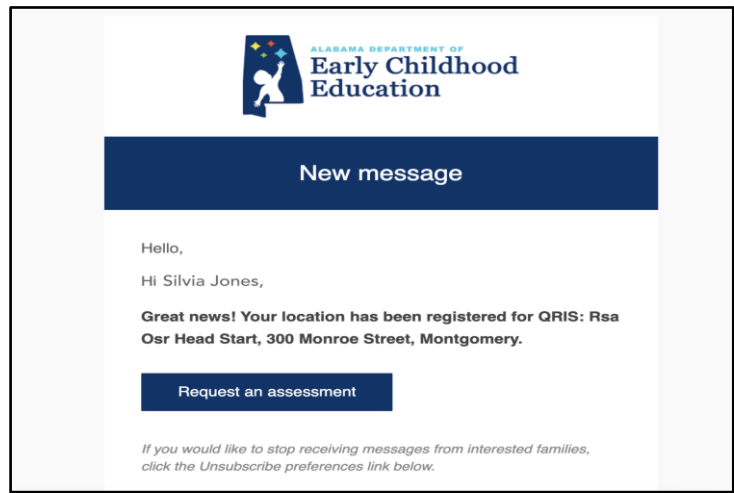 ALABAMA DEPARTMENT OF
Early Childhood
Education
New message
Hello,
Hi Silvia Jones,
Great news! Your location has been registered for QRIS: Rsa
Osr Head Start, 300 Monroe Street, Montgomery.
Request an assessment
If you would like to stop receiving messages from interested families,
click the Unsubscribe preferences link below.